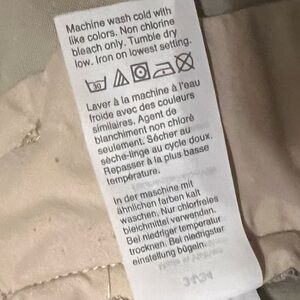 Machine wash cold with
like colors. Non chlorine
bleach only. Tumble dry
low. Iron on lowest setting.
30
Laver à la machine à l'eau
froide avec des couleurs
similaires. Agent de
blanchiment non chloré
seulement. Sécher au
sèche-linge au cycle doux.
Repasser à la plus basse
température.
In der maschine mit
ähnlichen farben kalt
waschen. Nur chlorfreies
bleichmittel verwenden.
Bei niedriger temperatur
trocknen. Bei niedrigster
einstellung bügeln.